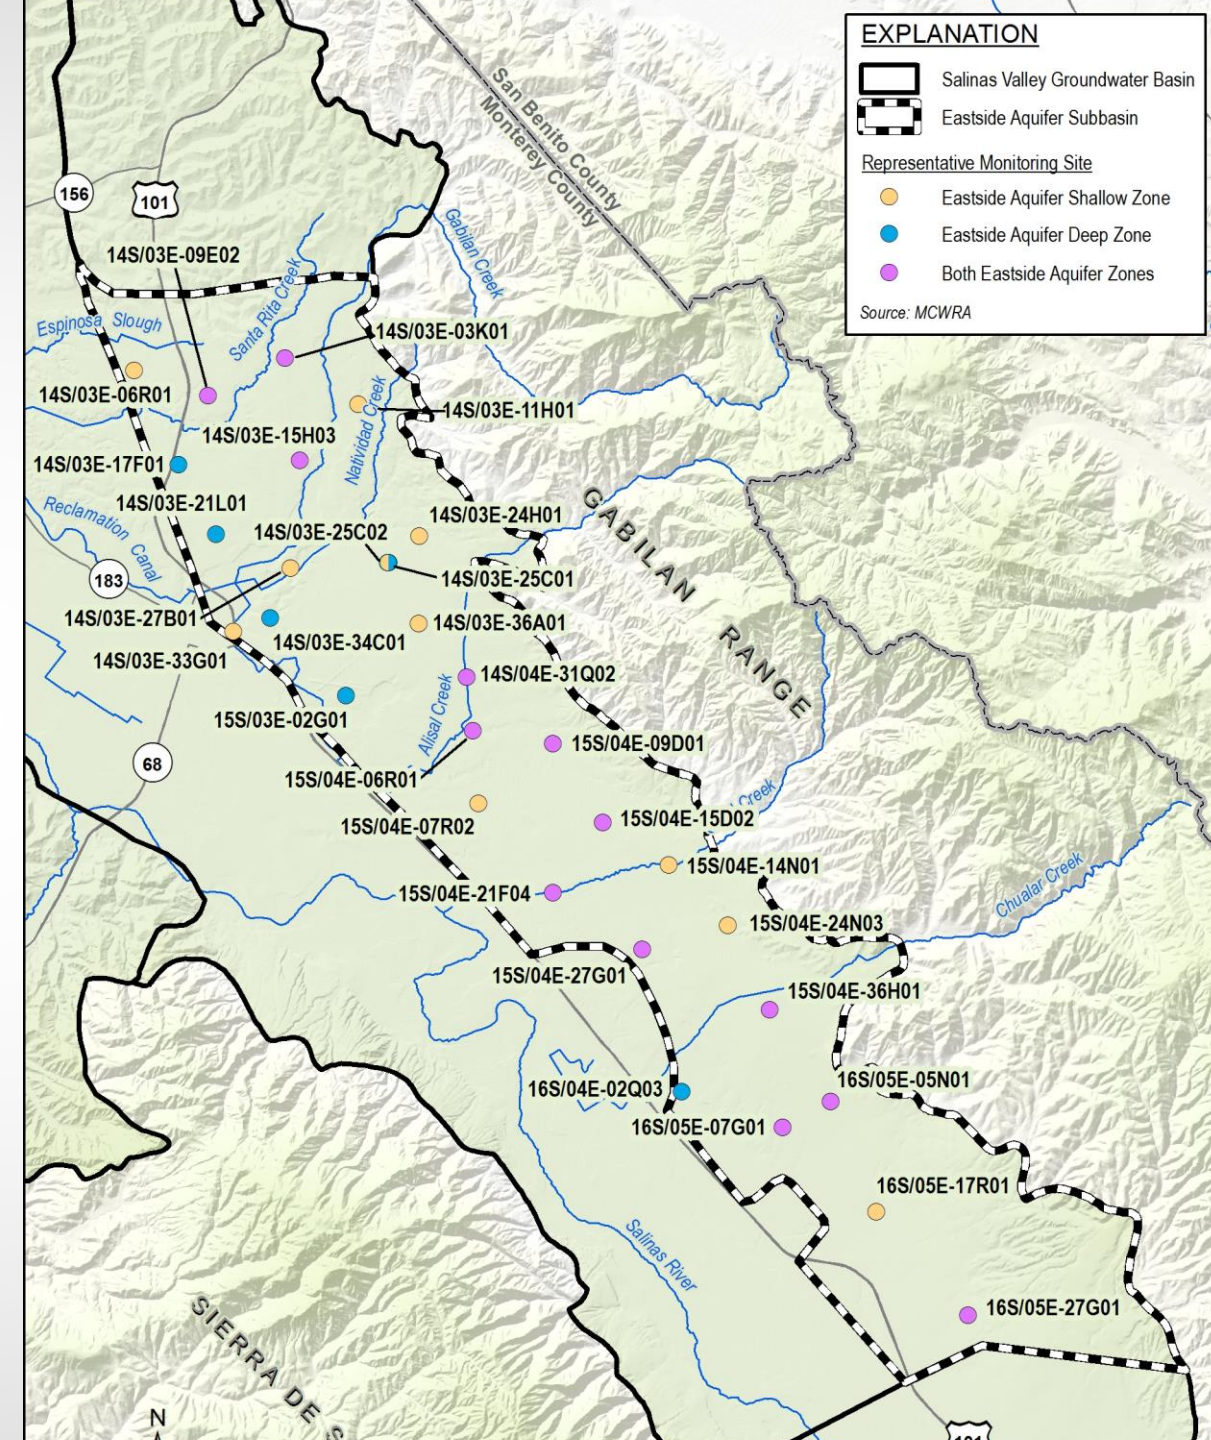 EXPLANATION
Salinas Valley Groundwater Basin
Eastside Aquifer Subbasin
Representative Monitoring Site
Eastside Aquifer Shallow Zone
Eastside Aquifer Deep Zone
Both Eastside Aquifer Zones
Source: MCWRA
San Benito County
Monterey County
156
101
14S/03E-09E02
Gabilan Creek
Santa Rita Creek
Espinosa Slough
14S/03E-03K01
14S/03E-06R01
14S/03E-11H01
Natividad Creek
14S/03E-15H03
14S/03E-17F01
14S/03E-21L01
Reclamation Canal
14S/03E-24H01
14S/03E-25C02
GABILAN RANGE
183
14S/03E-25C01
14S/03E-27B01
14S/03E-36A01
14S/03E-34C01
14S/03E-33G01
14S/04E-31Q02
Alisal Creek
15S/03E-02G01
15S/04E-09D01
68
15S/04E-06R01
Creek
15S/04E-15D02
15S/04E-07R02
15S/04E-14N01
Chualar Creek
15S/04E-21F04
15S/04E-24N03
15S/04E-27G01
15S/04E-36H01
16S/04E-02Q03
16S/05E-05N01
16S/05E-07G01
16S/05E-17R01
Salinas River
16S/05E-27G01
SIERRA DE S
N
101